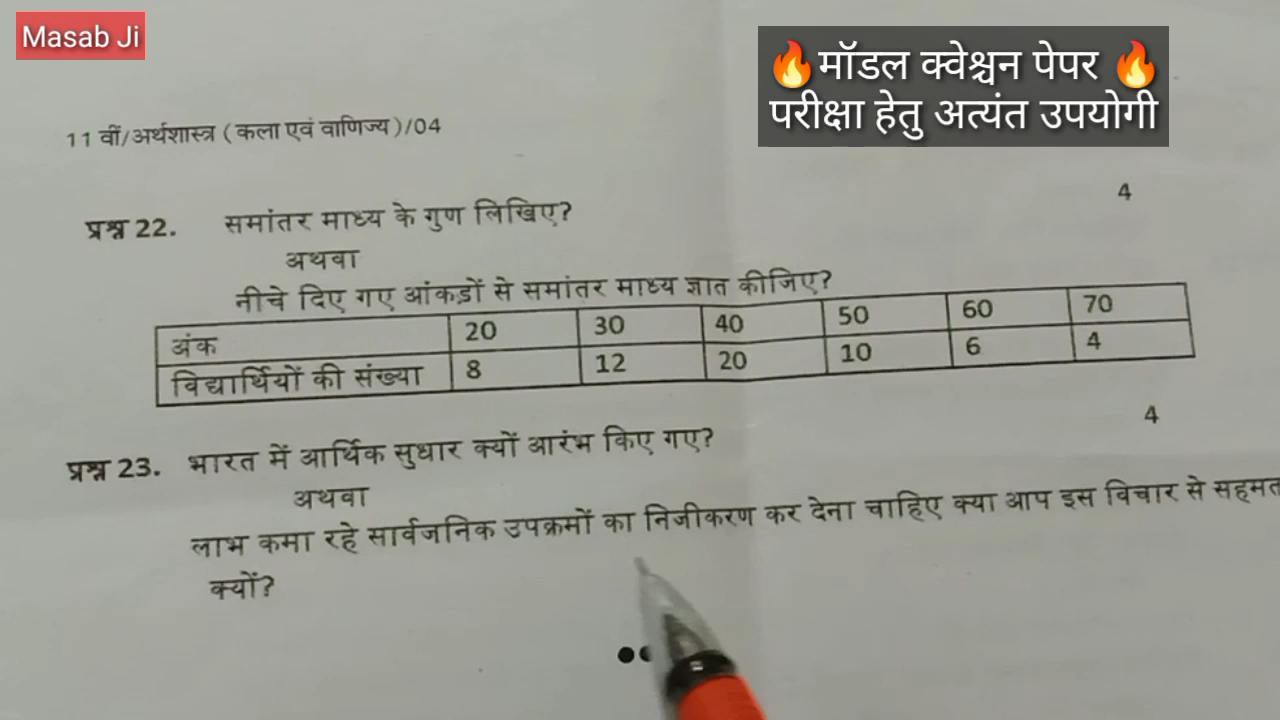 Masab Ji
🔥मॉडल क्वेश्चन पेपर 🔥
परीक्षा हेतु अत्यंत उपयोगी
11 वीं/अर्थशास्त्र ( कला एवं वाणिज्य)/04
प्रश्न 22. समांतर माध्य के गुण लिखिए? 4
अथवा
नीचे दिए गए आंकड़ों से समांतर माध्य ज्ञात कीजिए?
अंक 20 30 40 50 60 70
विद्यार्थियों की संख्या 8 12 20 10 6 4
प्रश्न 23. भारत में आर्थिक सुधार क्यों आरंभ किए गए? 4
अथवा
लाभ कमा रहे सार्वजनिक उपक्रमों का निजीकरण कर देना चाहिए क्या आप इस विचार से सहमत
क्यों?